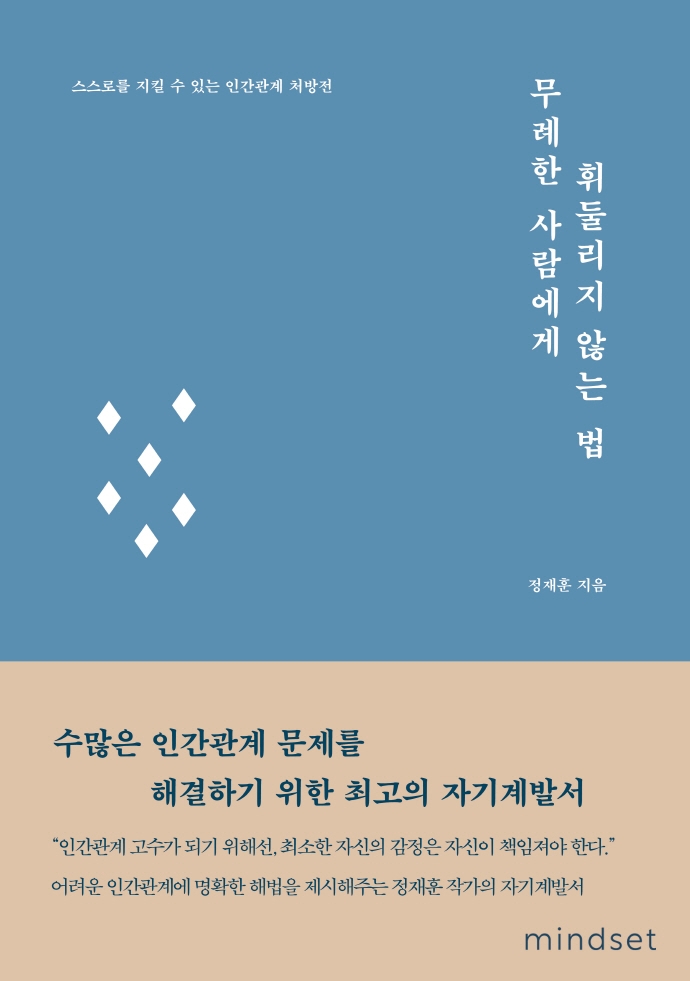 스스로를 지킬 수 있는 인간관계 처방전
무례한 사람에게
휘둘리지 않는 법
정재훈 지음
수많은 인간관계 문제를
해결하기 위한 최고의 자기계발서
“인간관계 고수가 되기 위해선, 최소한 자신의 감정은 자신이 책임져야 한다.”
어려운 인간관계에 명확한 해법을 제시해주는 정재훈 작가의 자기계발서
mindset